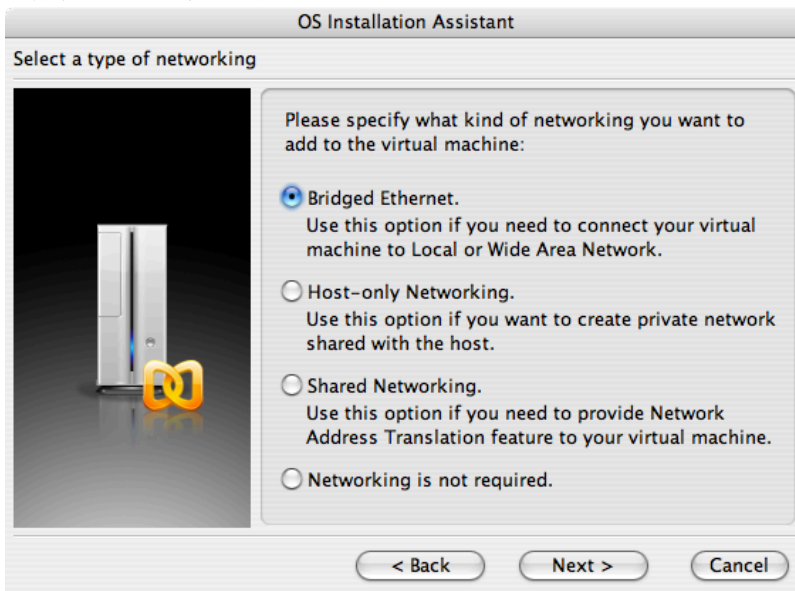 OS Installation Assistant
Select a type of networking
Please specify what kind of networking you want to
add to the virtual machine:
Bridged Ethernet.
Use this option if you need to connect your virtual
machine to Local or Wide Area Network.
Host-only Networking.
Use this option if you want to create private network
shared with the host.
Shared Networking.
Use this option if you need to provide Network
Address Translation feature to your virtual machine.
Networking is not required.
< Back
Next >
Cancel